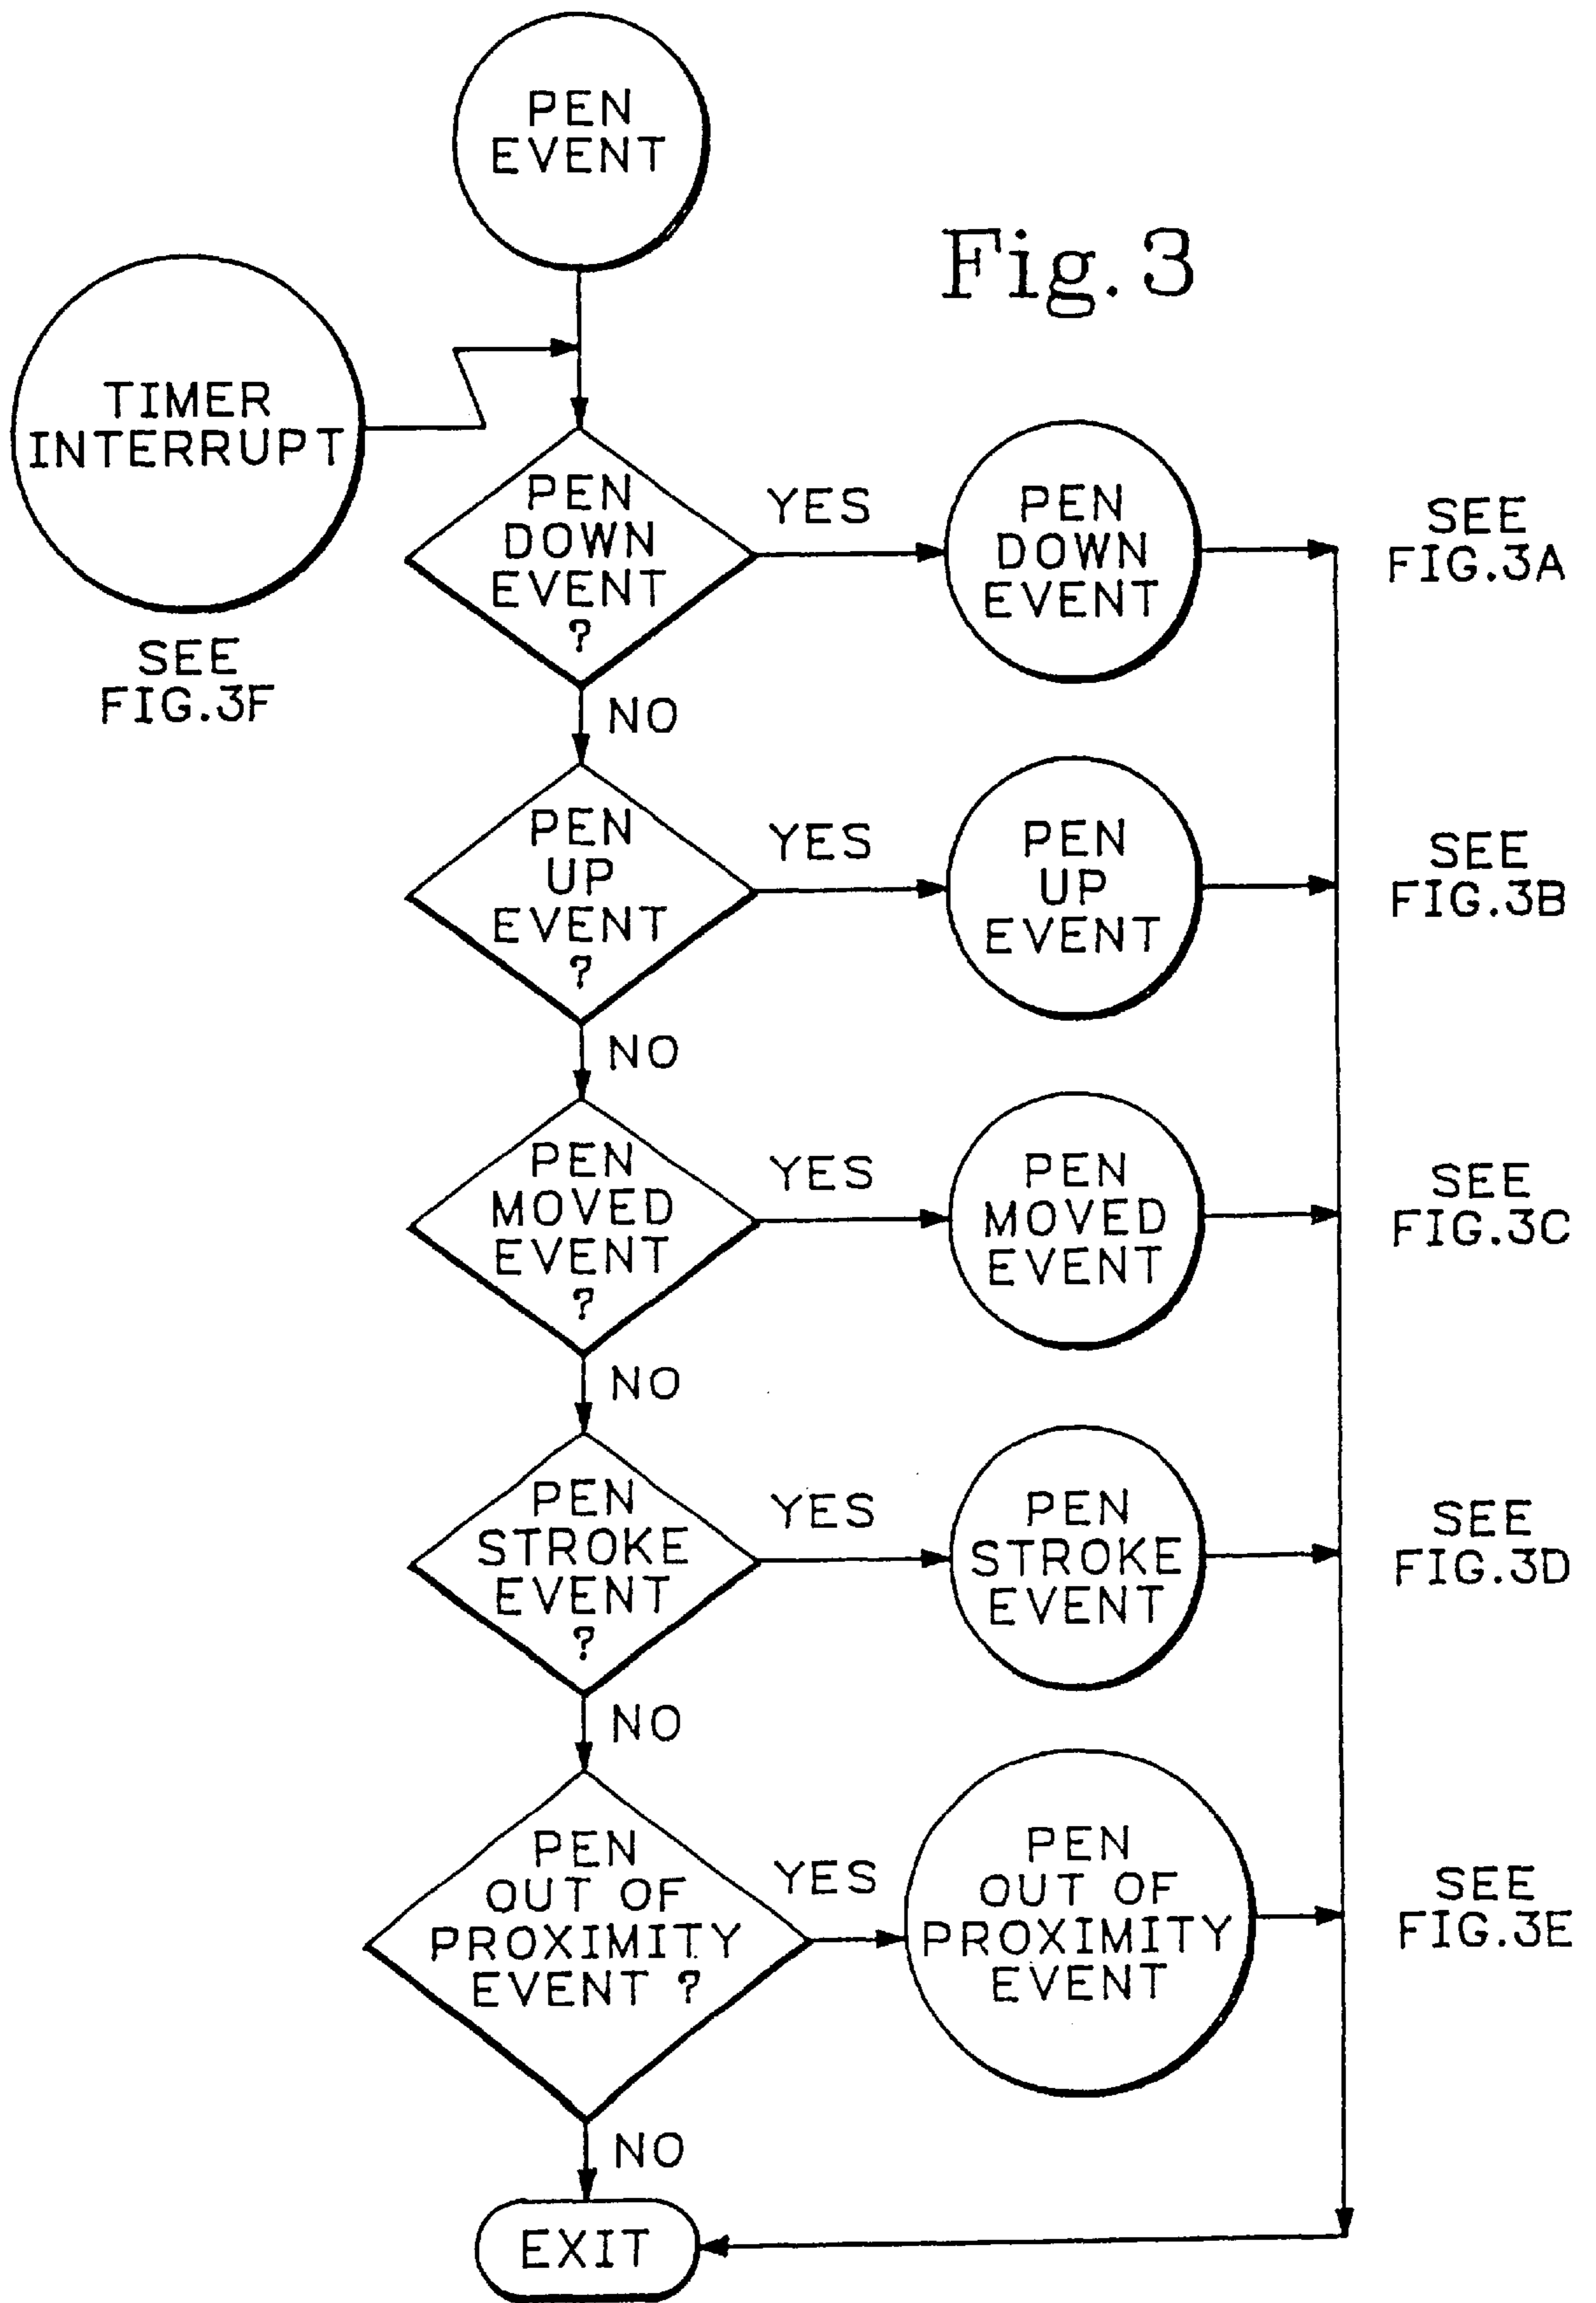 PEN
EVENT
Fig. 3
TIMER
INTERRUPT
SEE
FIG.3F
PEN
DOWN
EVENT
?
YES
PEN
DOWN
EVENT
SEE
FIG.3A
NO
PEN
UP
EVENT
?
YES
PEN
UP
EVENT
SEE
FIG.3B
NO
PEN
MOVED
EVENT
?
YES
PEN
MOVED
EVENT
SEE
FIG.3C
NO
PEN
STROKE
EVENT
?
YES
PEN
STROKE
EVENT
SEE
FIG.3D
NO
PEN
OUT OF
PROXIMITY
EVENT ?
YES
PEN
OUT OF
PROXIMITY
EVENT
SEE
FIG.3E
NO
EXIT